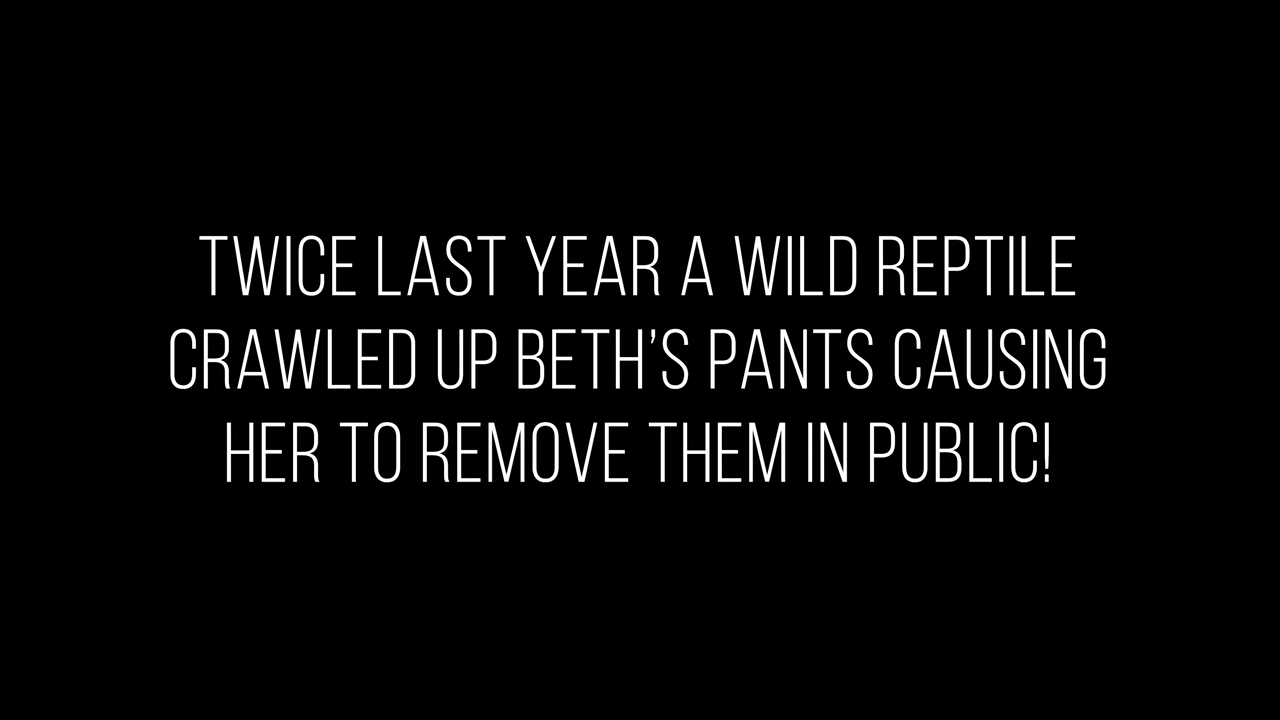 TWICE LAST YEAR A WILD REPTILE
CRAWLED UP BETH’S PANTS CAUSING
HER TO REMOVE THEM IN PUBLIC!